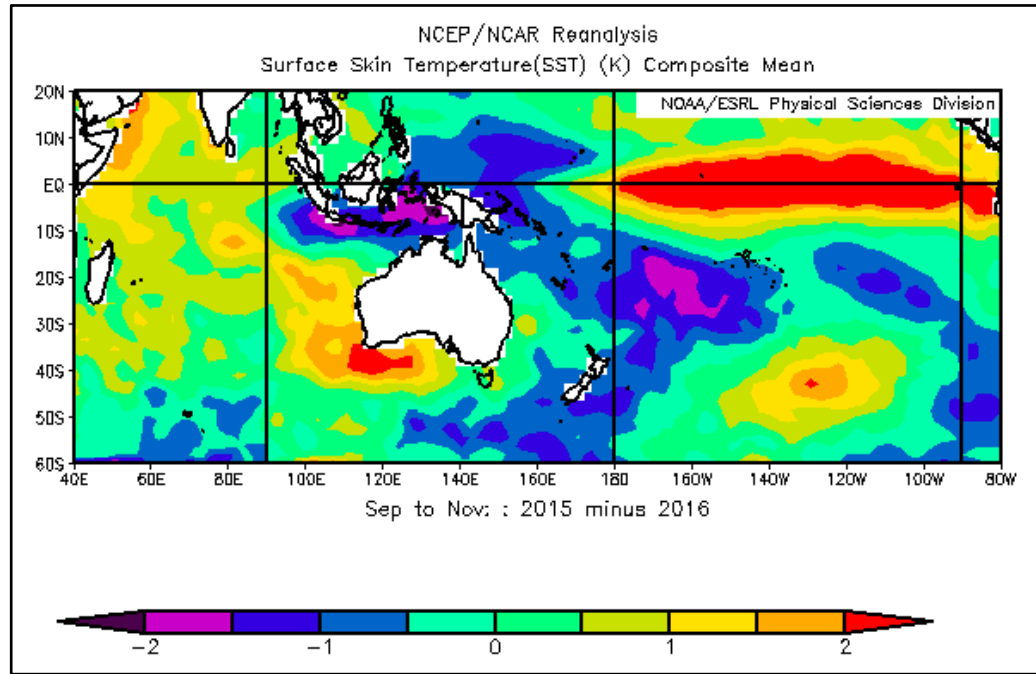 NCEP/NCAR Reanalysis
Surface Skin Temperature(SST) (K) Composite Mean
NOAA/ESRL Physical Sciences Division
20N
10N
EQ
10S
20S
30S
40S
50S
60S
40E 60E 80E 100E 120E 140E 160E 180 160W 140W 120W 100W 80W
Sep to Nov: : 2015 minus 2016
-2 -1 0 1 2